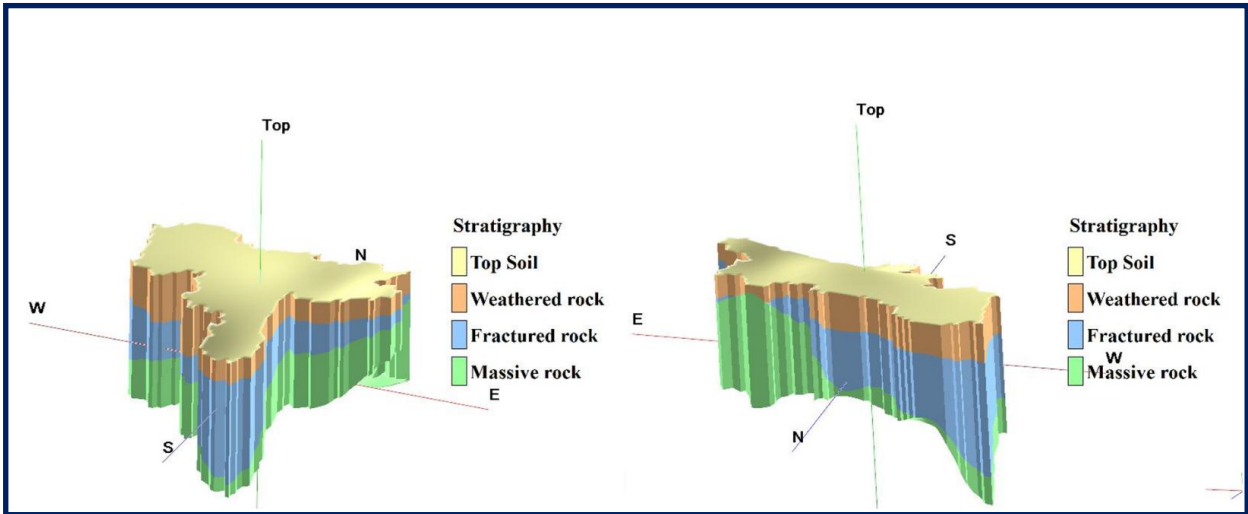 Top
N
W
E
S
Stratigraphy
Top Soil
Weathered rock
Fractured rock
Massive rock
Top
S
E
W
N
Stratigraphy
Top Soil
Weathered rock
Fractured rock
Massive rock